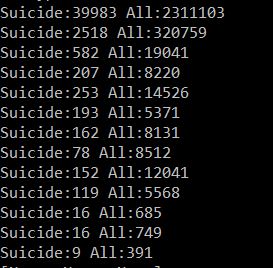 Suicide:39983 All:2311103
Suicide:2518 All:320759
Suicide:582 All:19041
Suicide:207 All:8220
Suicide:253 All:14526
Suicide:193 All:5371
Suicide:162 All:8131
Suicide:78 All:8512
Suicide:152 All:12041
Suicide:119 All:5568
Suicide:16 All:685
Suicide:16 All:749
Suicide:9 All:391